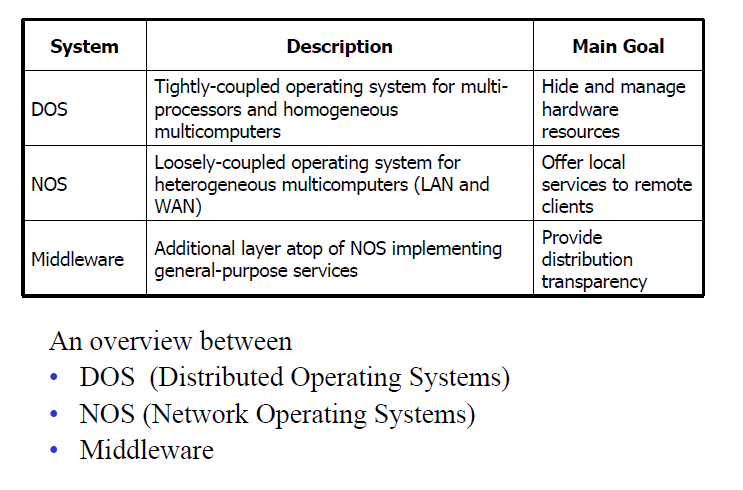 System Description Main Goal
DOS
Tightly-coupled operating system for multi-
processors and homogeneous
multicomputers
Hide and manage
hardware
resources
NOS
Loosely-coupled operating system for
heterogeneous multicomputers (LAN and
WAN)
Offer local
services to remote
clients
Middleware
Additional layer atop of NOS implementing
general-purpose services
Provide
distribution
transparency
An overview between
• DOS (Distributed Operating Systems)
• NOS (Network Operating Systems)
• Middleware